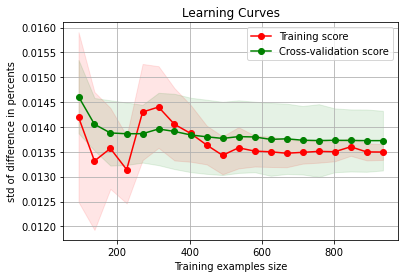 Learning Curves
Training score
Cross-validation score
std of difference in percents
0.0160
0.0155
0.0150
0.0145
0.0140
0.0135
0.0130
0.0125
0.0120
200
400
600
800
Training examples size